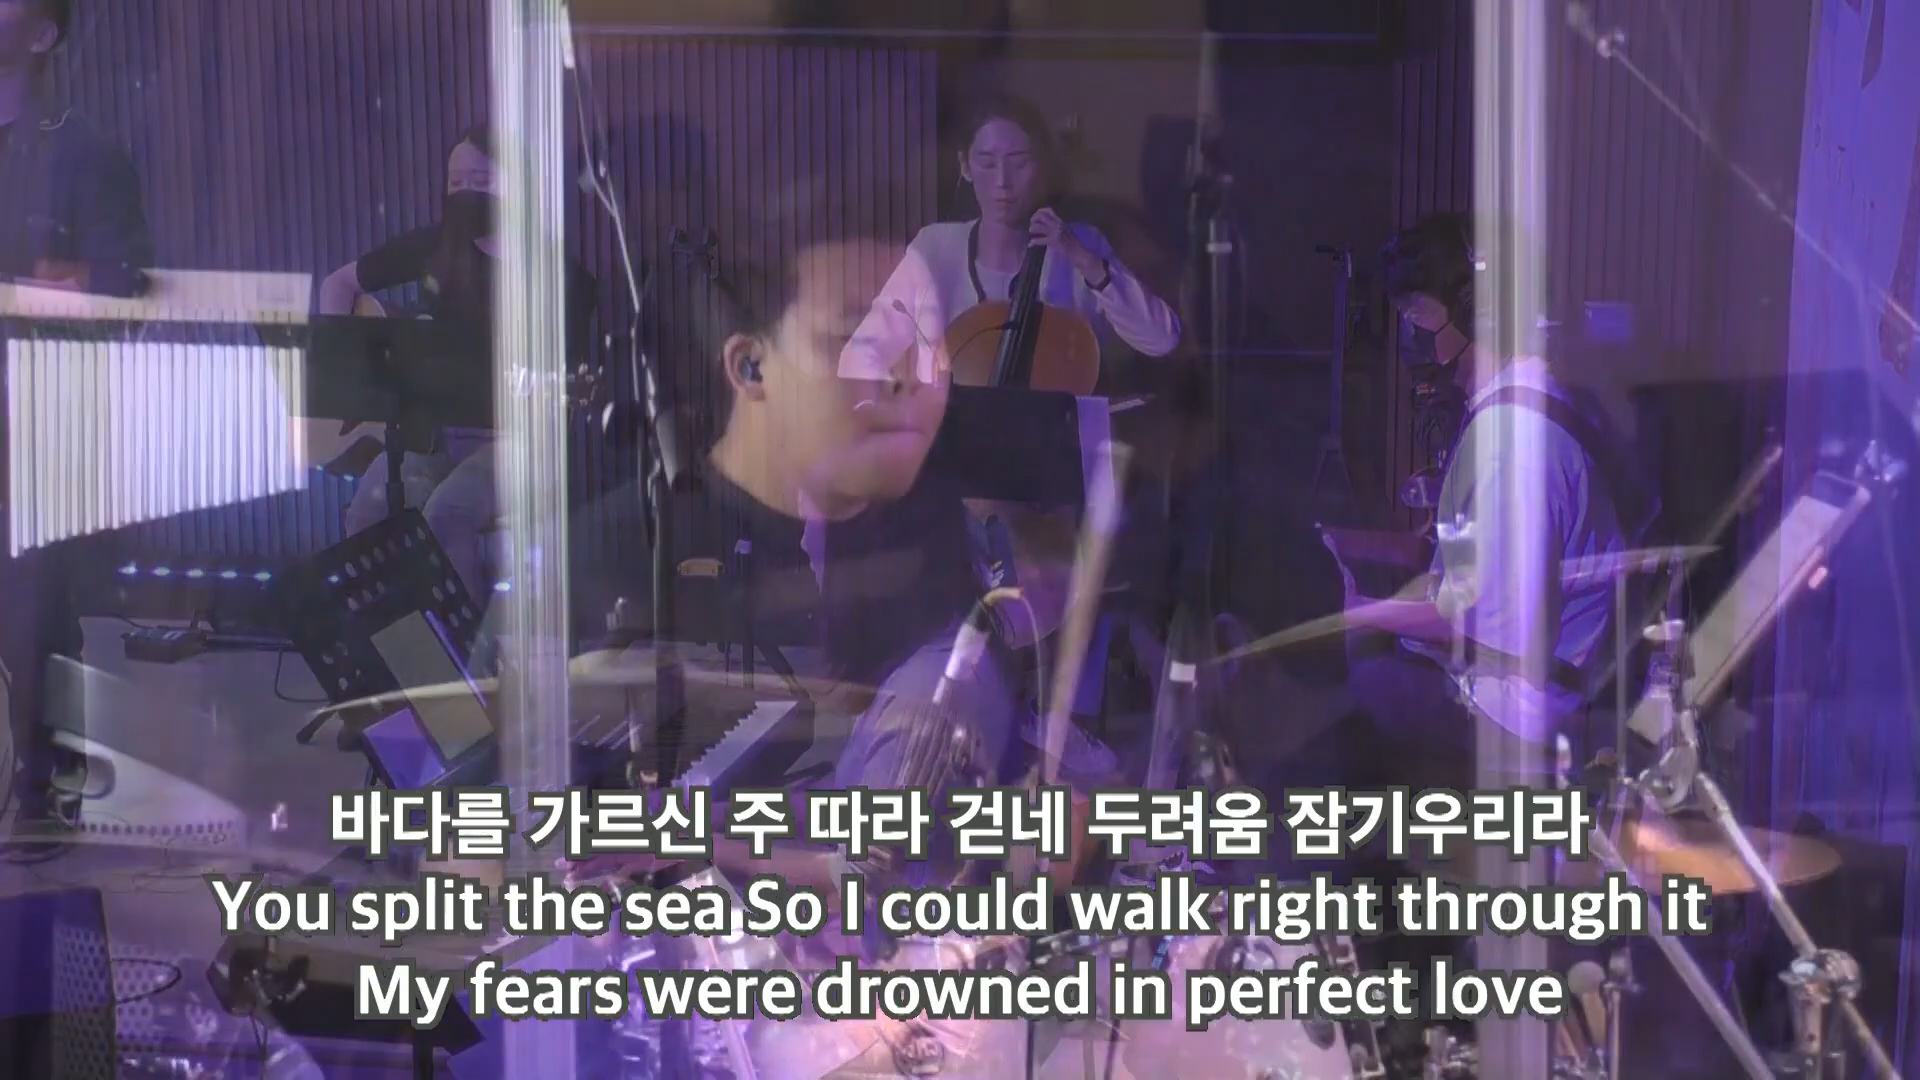 바다를 가르신 주 따라 걷네 두려움 잠기우리라
You split the sea So I could walk right through it
My fears were drowned in perfect love